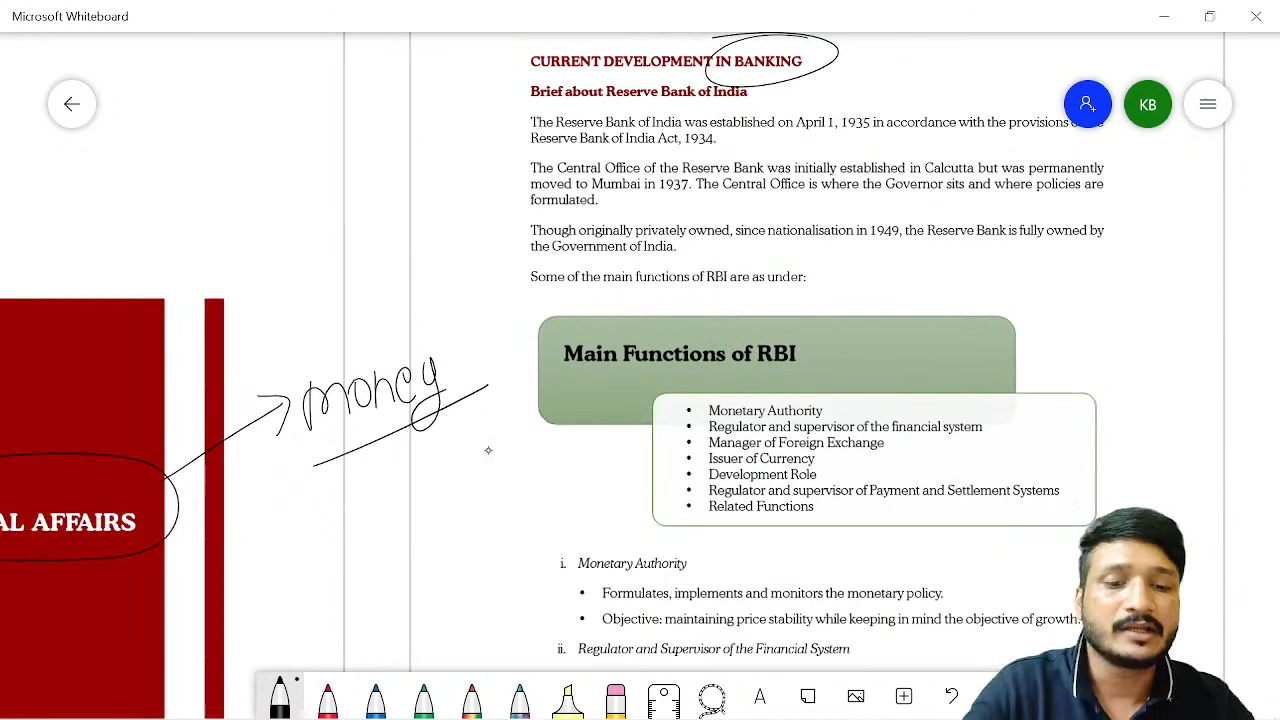 Microsoft Whiteboard
CURRENT DEVELOPMENT IN BANKING
Brief about Reserve Bank of India
KB
The Reserve Bank of India was established on April 1, 1935 in accordance with the provisions
Reserve Bank of India Act, 1934.
The Central Office of the Reserve Bank was initially established in Calcutta but was permanently
moved to Mumbai in 1937. The Central Office is where the Governor sits and where policies are
formulated.
Though originally privately owned, since nationalisation in 1949, the Reserve Bank is fully owned by
the Government of India.
Some of the main functions of RBI are as under:
Main Functions of RBI
money
• Monetary Authority
• Regulator and supervisor of the financial system
• Manager of Foreign Exchange
• Issuer of Currency
• Development Role
• Regulator and supervisor of Payment and Settlement Systems
• Related Functions
AL AFFAIRS
i. Monetary Authority
• Formulates, implements and monitors the monetary policy.
• Objective: maintaining price stability while keeping in mind the objective of growth.
ii. Regulator and Supervisor of the Financial System
A